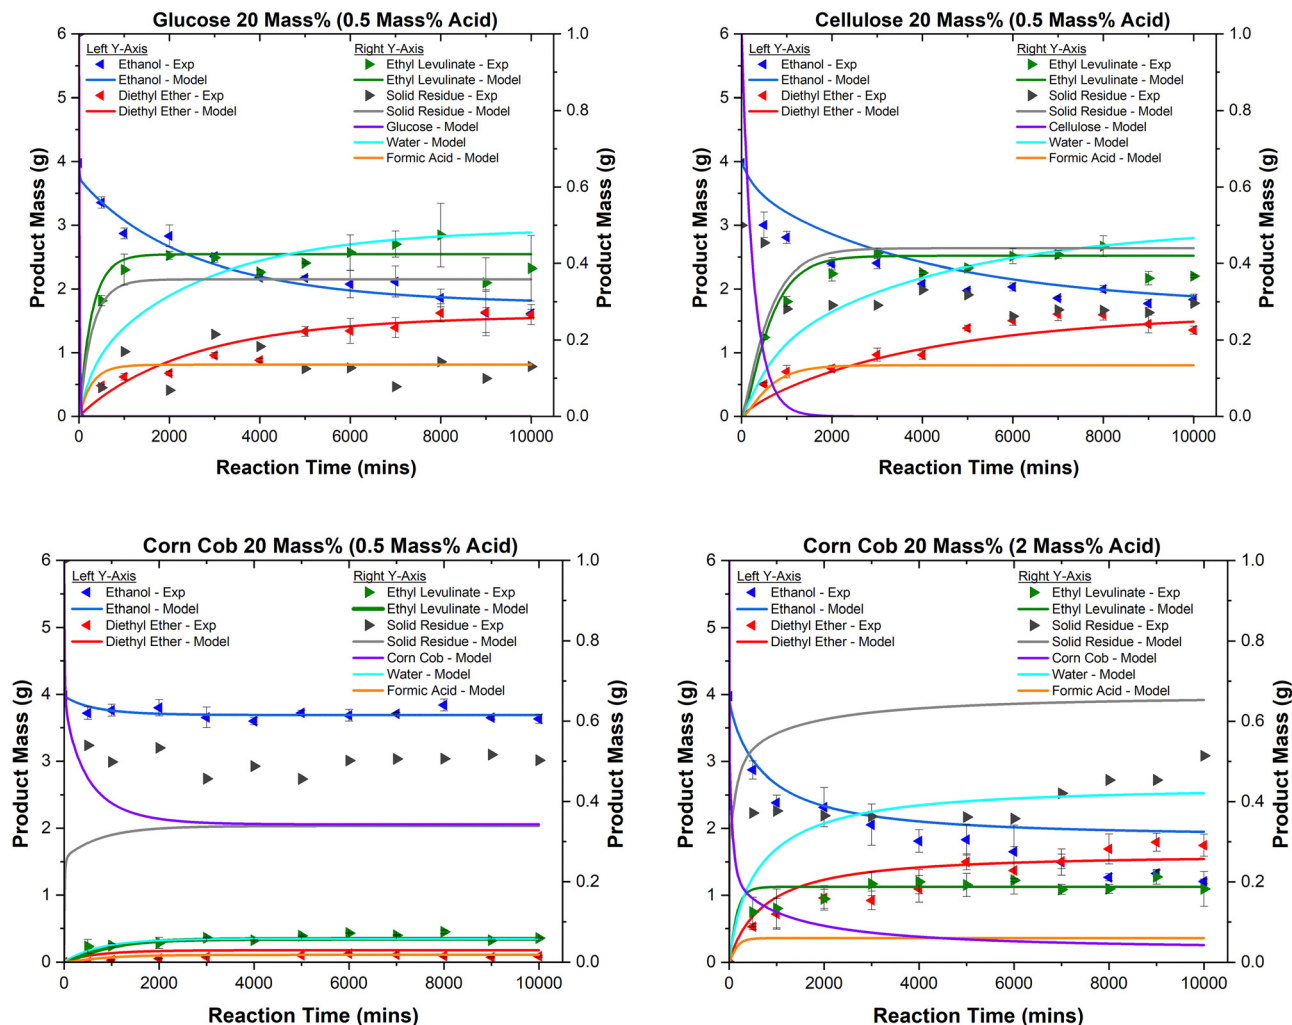 Glucose 20 Mass% (0.5 Mass% Acid)
Left Y-Axis
Ethanol - Exp
Ethanol - Model
Diethyl Ether - Exp
Diethyl Ether - Model
Right Y-Axis
Ethyl Levulinate - Exp
Ethyl Levulinate - Model
Solid Residue - Exp
Solid Residue - Model
Glucose - Model
Water - Model
Formic Acid - Model
6
5
4
3
2
1
0
Product Mass (g)
1.0
0.8
0.6
0.4
0.2
0.0
Product Mass (g)
0 2000 4000 6000 8000 10000
Reaction Time (mins)
Cellulose 20 Mass% (0.5 Mass% Acid)
Left Y-Axis
Ethanol - Exp
Ethanol - Model
Diethyl Ether - Exp
Diethyl Ether - Model
Right Y-Axis
Ethyl Levulinate - Exp
Ethyl Levulinate - Model
Solid Residue - Exp
Solid Residue - Model
Cellulose - Model
Water - Model
Formic Acid - Model
6
5
4
3
2
1
0
Product Mass (g)
1.0
0.8
0.6
0.4
0.2
0.0
Product Mass (g)
0 2000 4000 6000 8000 10000
Reaction Time (mins)
Corn Cob 20 Mass% (0.5 Mass% Acid)
Left Y-Axis
Ethanol - Exp
Ethanol - Model
Diethyl Ether - Exp
Diethyl Ether - Model
Right Y-Axis
Ethyl Levulinate - Exp
Ethyl Levulinate - Model
Solid Residue - Exp
Solid Residue - Model
Corn Cob - Model
Water - Model
Formic Acid - Model
6
5
4
3
2
1
0
Product Mass (g)
1.0
0.8
0.6
0.4
0.2
0.0
Product Mass (g)
0 2000 4000 6000 8000 10000
Reaction Time (mins)
Corn Cob 20 Mass% (2 Mass% Acid)
Left Y-Axis
Ethanol - Exp
Ethanol - Model
Diethyl Ether - Exp
Diethyl Ether - Model
Right Y-Axis
Ethyl Levulinate - Exp
Ethyl Levulinate - Model
Solid Residue - Exp
Solid Residue - Model
Corn Cob - Model
Water - Model
Formic Acid - Model
6
5
4
3
2
1
0
Product Mass (g)
1.0
0.8
0.6
0.4
0.2
0.0
Product Mass (g)
0 2000 4000 6000 8000 10000
Reaction Time (mins)